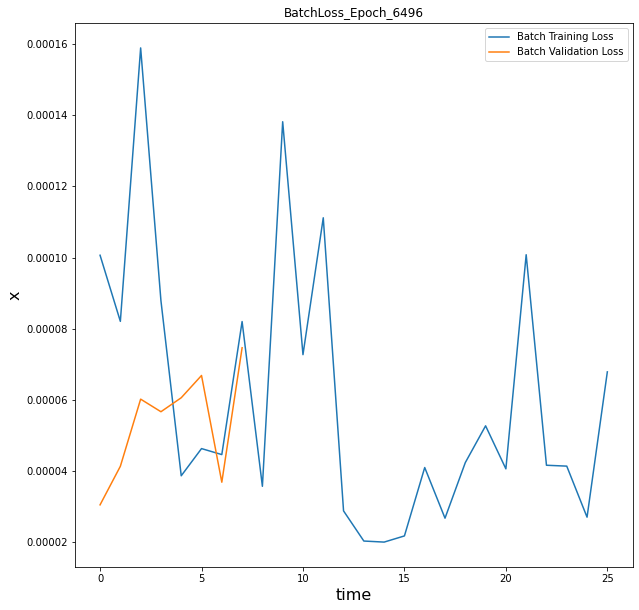 BatchLoss_Epoch_6496
Batch Training Loss
Batch Validation Loss
0.00016
0.00014
0.00012
0.00010
0.00008
0.00006
0.00004
0.00002
x
0 5 10 15 20 25
time